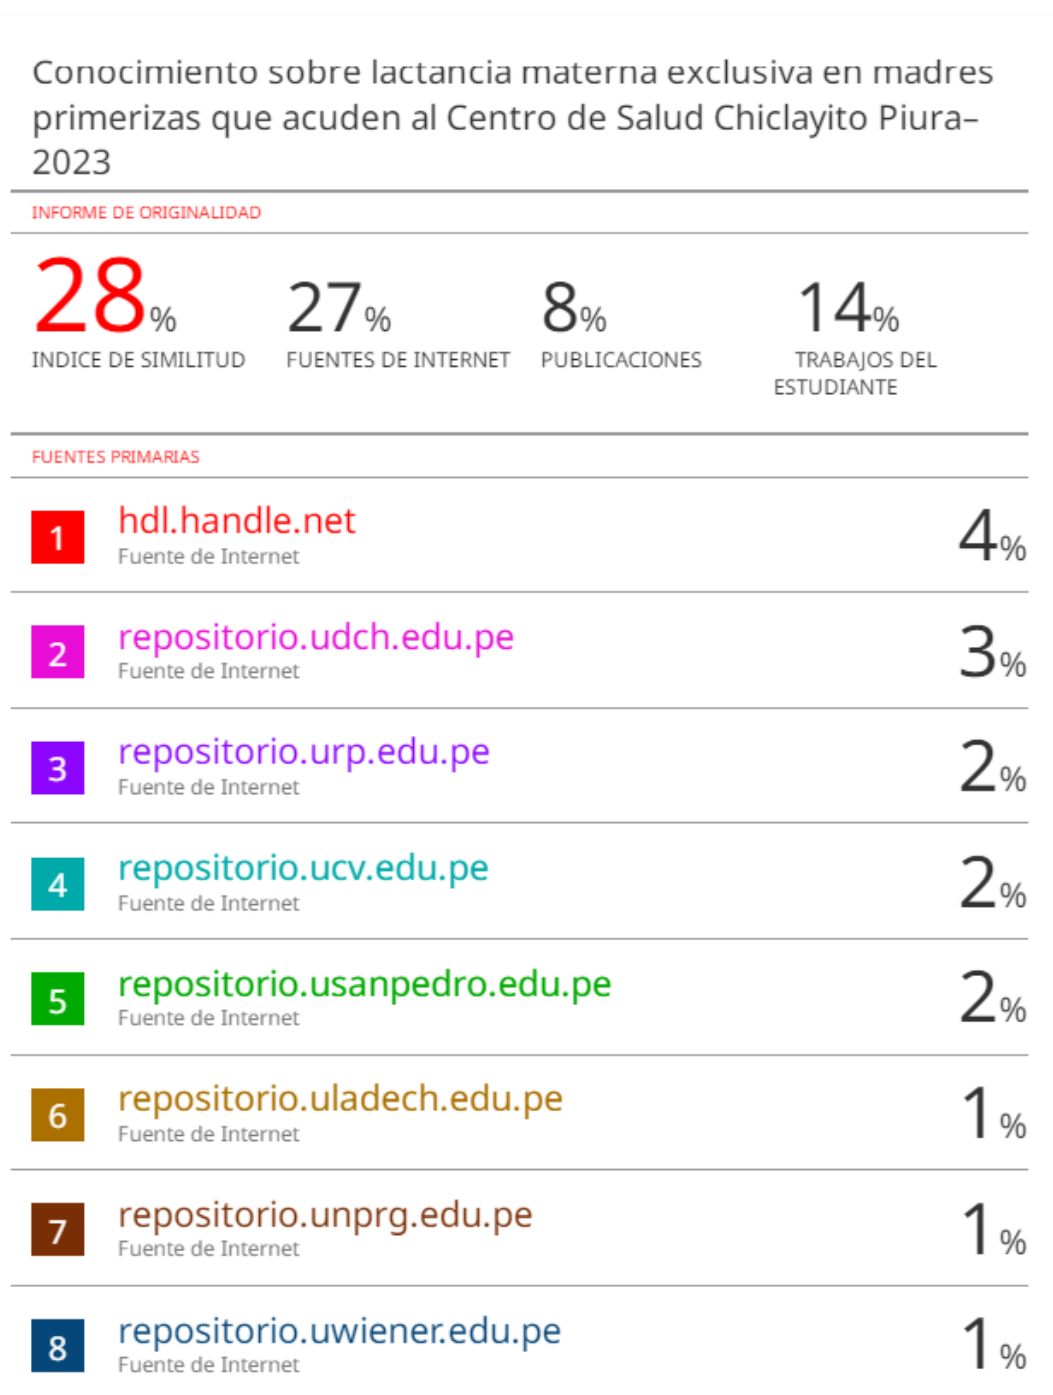 Conocimiento sobre lactancia materna exclusiva en madres
primerizas que acuden al Centro de Salud Chiclayito Piura–
2023
INFORME DE ORIGINALIDAD
28% 27% 8% 14%
INDICE DE SIMILITUD FUENTES DE INTERNET PUBLICACIONES TRABAJOS DEL
ESTUDIANTE
FUENTES PRIMARIAS
1 hdl.handle.net 4%
Fuente de Internet
2 repositorio.udch.edu.pe 3%
Fuente de Internet
3 repositorio.urp.edu.pe 2%
Fuente de Internet
4 repositorio.ucv.edu.pe 2%
Fuente de Internet
5 repositorio.usanpedro.edu.pe 2%
Fuente de Internet
6 repositorio.uladech.edu.pe 1%
Fuente de Internet
7 repositorio.unprg.edu.pe 1%
Fuente de Internet
8 repositorio.uwiener.edu.pe 1%
Fuente de Internet